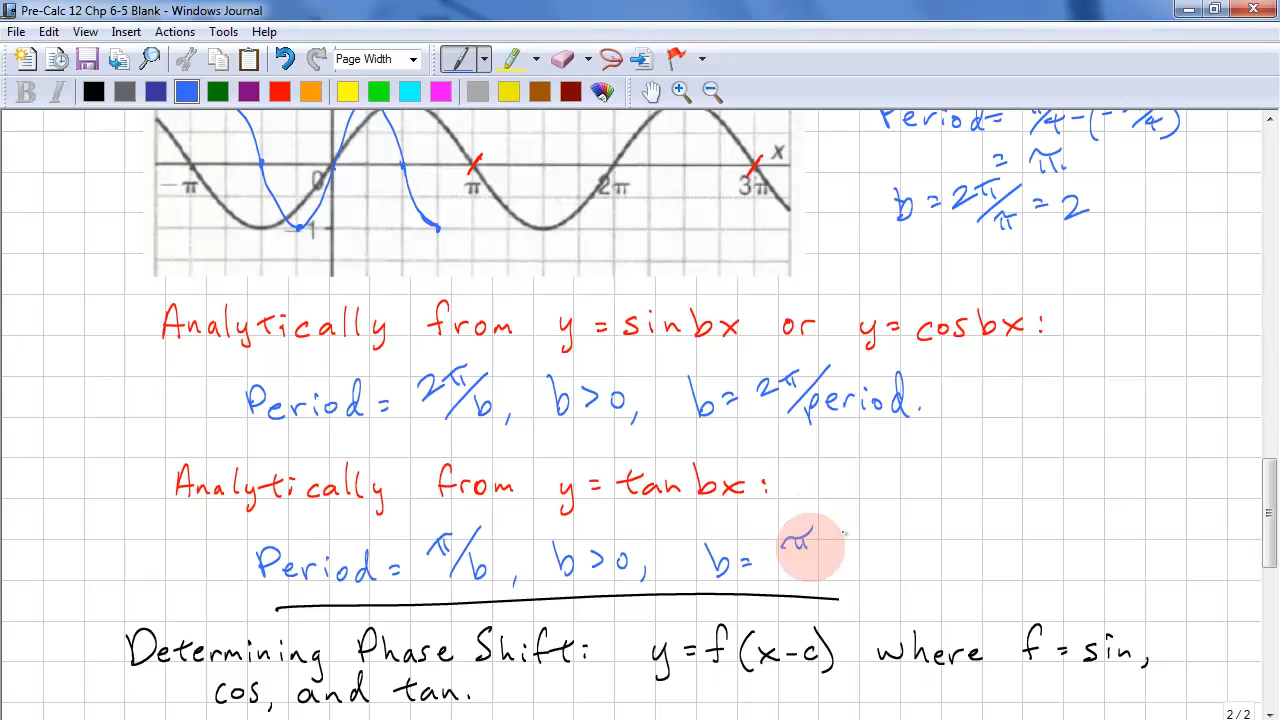 Pre-Calc 12 Chp 6-5 Blank - Windows Journal
File Edit View Insert Actions Tools Help
Page Width
B I
Period = π/4 - (-3π/4)
= π.
b = 2π/π = 2
x
-π 0 π 2π 3π
-1
Analytically from y = sin bx or y = cos bx :
Period = 2π/b, b > 0, b = 2π/period.
Analytically from y = tan bx :
Period = π/b, b > 0, b = π
Determining Phase Shift: y = f(x-c) where f = sin,
cos, and tan.
2 / 2